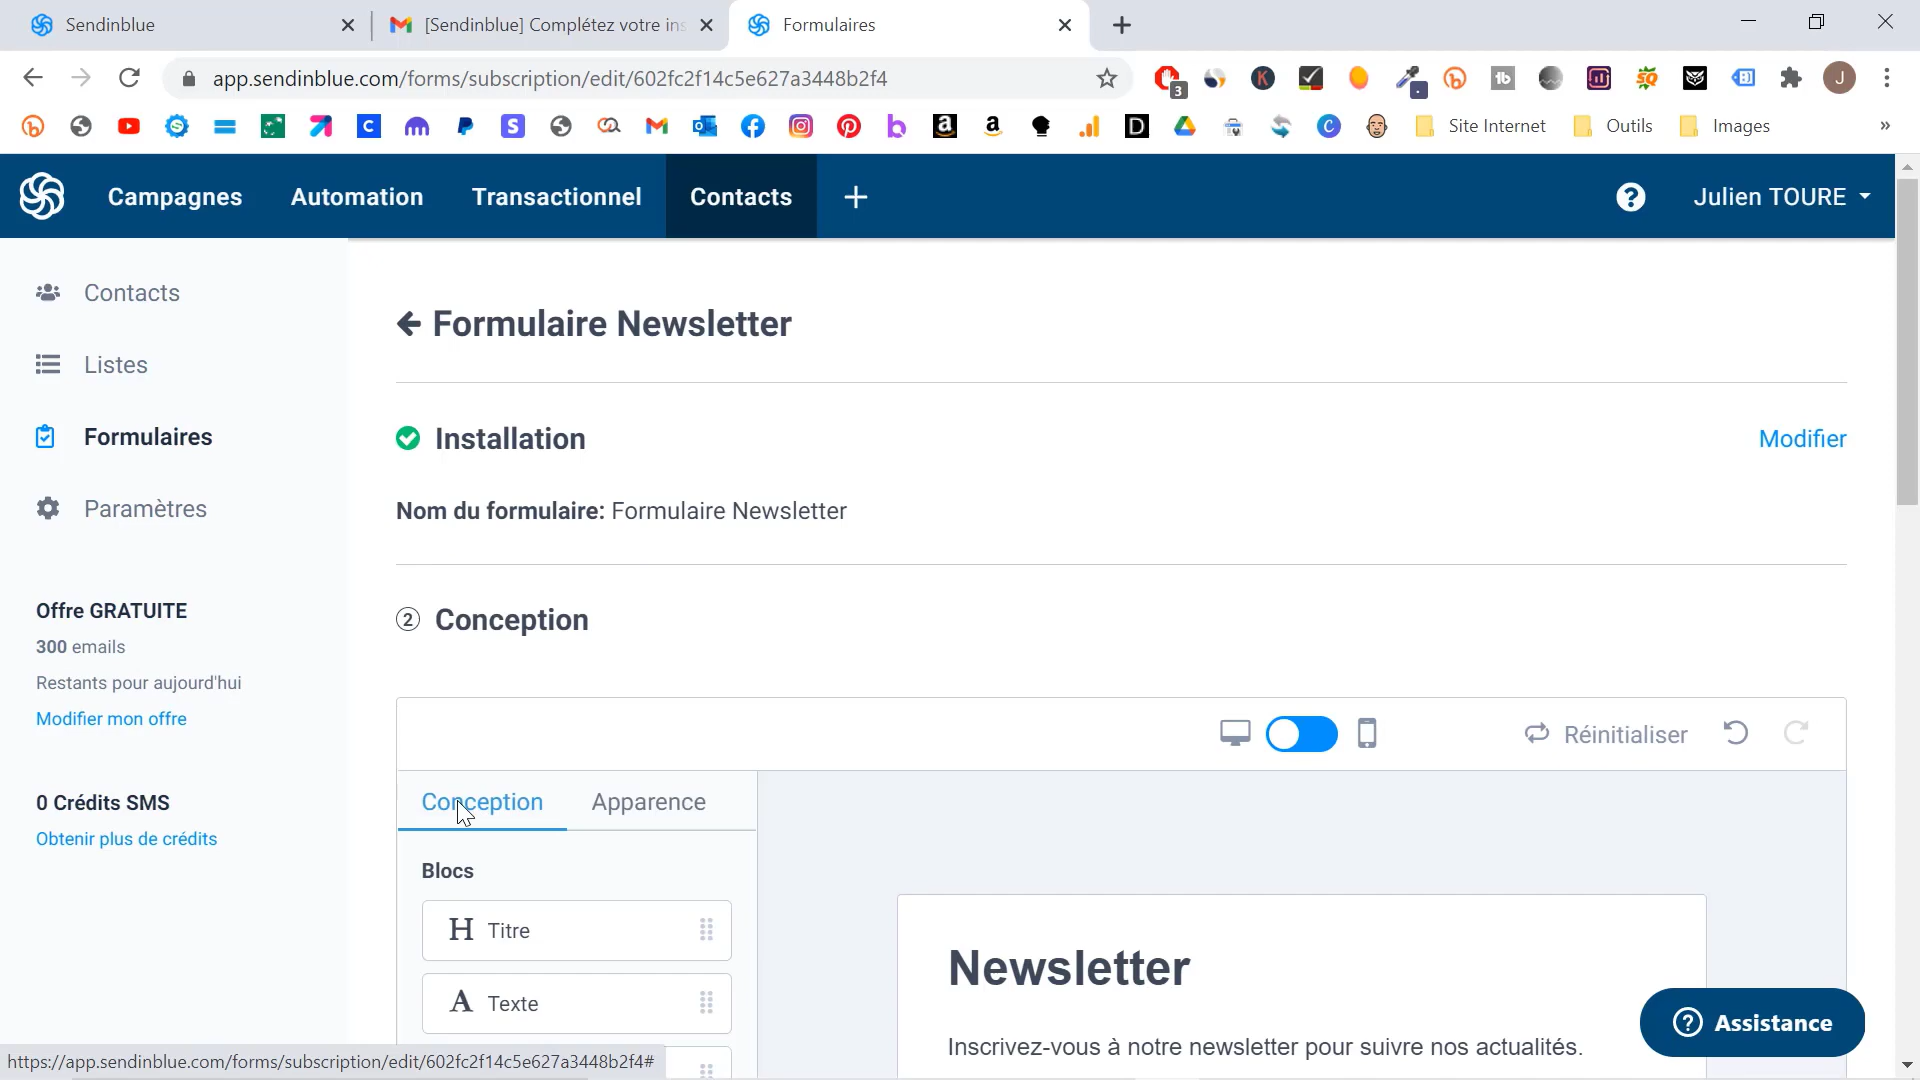 Sendinblue
[Sendinblue] Complétez votre ins
Formulaires
app.sendinblue.com/forms/subscription/edit/602fc2f14c5e627a3448b2f4
3
J
Site Internet
Outils
Images
Campagnes
Automation
Transactionnel
Contacts
Julien TOURE
Contacts
Listes
Formulaires
Paramètres
Offre GRATUITE
300 emails
Restants pour aujourd'hui
Modifier mon offre
0 Crédits SMS
Obtenir plus de crédits
Formulaire Newsletter
Installation
Modifier
Nom du formulaire: Formulaire Newsletter
2 Conception
Réinitialiser
Conception
Apparence
Blocs
H Titre
A Texte
Newsletter
Inscrivez-vous à notre newsletter pour suivre nos actualités.
Assistance
https://app.sendinblue.com/forms/subscription/edit/602fc2f14c5e627a3448b2f4#